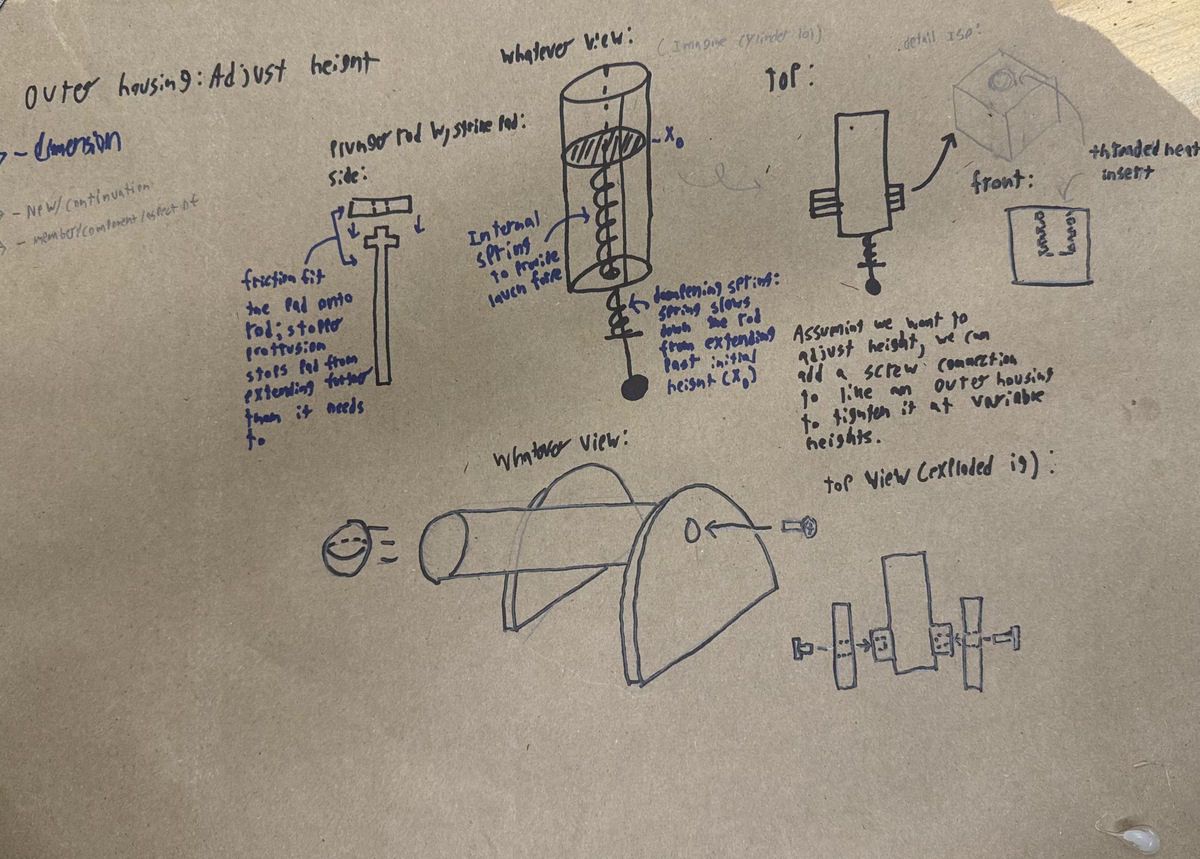 outer housing: Adjust height
- dimension
- New/continuation
- member/component/aspect of
Plunger rod w/ strike pad:
side:
friction fit
the pad onto
rod; stopper
protrusion
stops pad from
extending further
than it needs
to
Whatever view:
(Imagine cylinder lol)
- X₀
Internal
spring
to provide
launch force
dampening spring:
spring slows
down the rod
from extending
past initial
height (X₀)
Top:
detail ISO:
threaded heat
insert
front:
Assuming we want to
adjust height, we can
add a screw connection
to like an outer housing
to tighten it at variable
heights.
Whatever view:
top view (exploded ig):